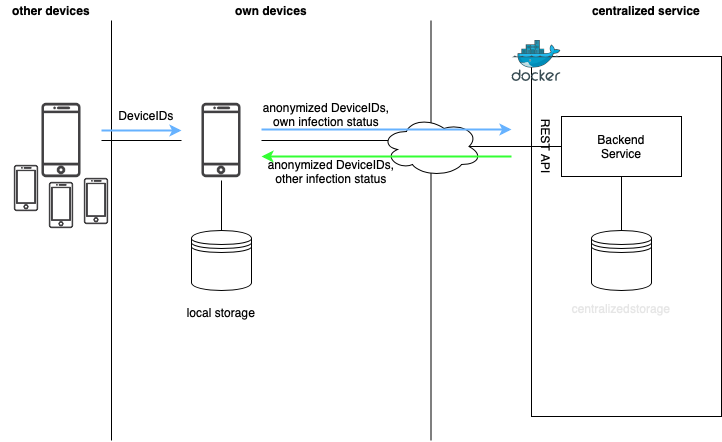 other devices
own devices
centralized service
docker
DeviceIDs
anonymized DeviceIDs,
own infection status
anonymized DeviceIDs,
other infection status
REST API
Backend
Service
local storage
centralizedstorage